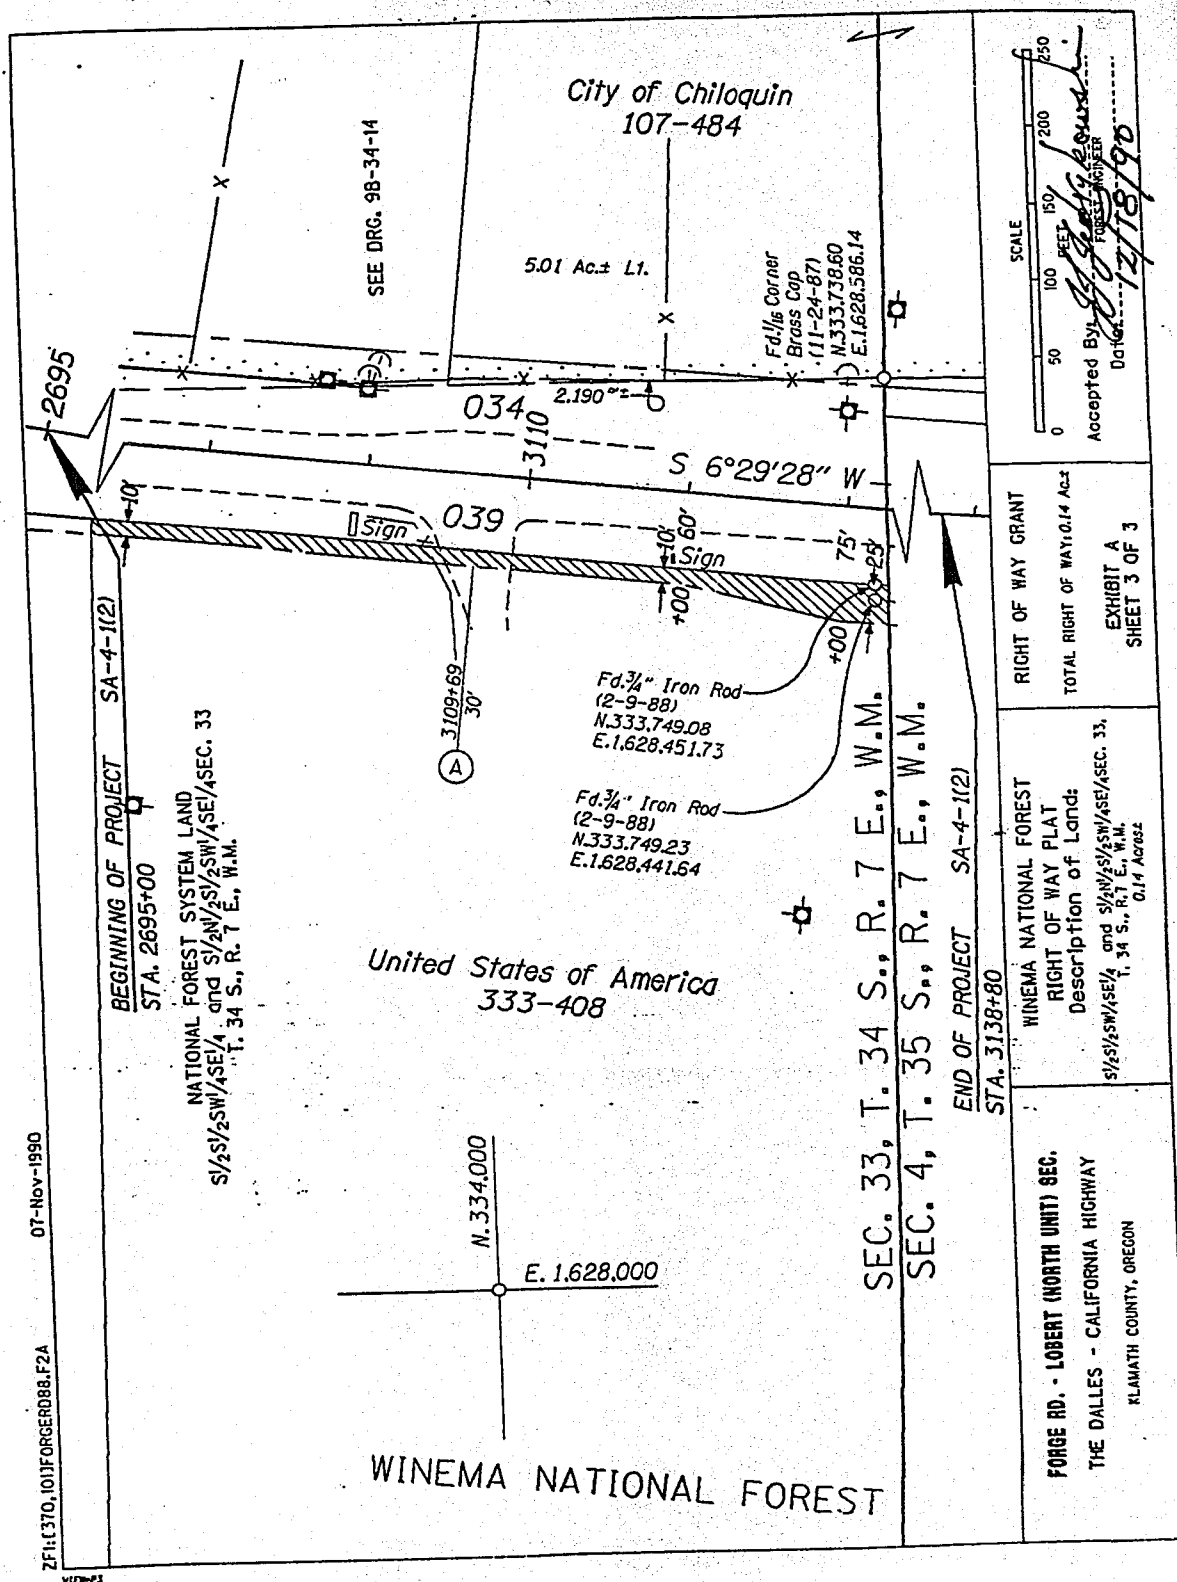 ZF1:[370,101]FORGERD88.F2A
07-Nov-1990
City of Chiloquin
107-484
SEE DRG. 9B-34-14
5.01 Ac.± L1.
Fd.1/16 Corner
Brass Cap
(11-24-87)
N.333,738.60
E.1,628,586.14
2695
034
3110
S 6°29'28" W
10'
Sign
039
10'
60'
Sign
+00
75'
25'
+00
3109+69
30'
A
Fd.3/4" Iron Rod
(2-9-88)
N.333,749.08
E.1,628,451.73
Fd.3/4" Iron Rod
(2-9-88)
N.333,749.23
E.1,628,441.64
BEGINNING OF PROJECT SA-4-1(2)
STA. 2695+00
NATIONAL FOREST SYSTEM LAND
S1/2S1/2SW1/4SE1/4 and S1/2N1/2S1/2SW1/4SE1/4SEC. 33
T. 34 S., R. 7 E., W.M.
United States of America
333-408
SEC. 33, T. 34 S., R. 7 E., W.M.
SEC. 4, T. 35 S., R. 7 E., W.M.
END OF PROJECT SA-4-1(2)
STA. 3138+80
N.334,000
E.1,628,000
WINEMA NATIONAL FOREST
FORGE RD. - LOBERT (NORTH UNIT) SEC.
THE DALLES - CALIFORNIA HIGHWAY
KLAMATH COUNTY, OREGON
WINEMA NATIONAL FOREST
RIGHT OF WAY PLAT
Description of Land:
S1/2S1/2SW1/4SE1/4 and S1/2N1/2S1/2SW1/4SE1/4SEC. 33,
T. 34 S., R.7 E., W.M.
0.14 Acres±
RIGHT OF WAY GRANT
TOTAL RIGHT OF WAY: 0.14 Ac±
EXHIBIT A
SHEET 3 OF 3
SCALE
0 50 100 150 200 250
FEET
Accepted By:
FOREST ENGINEER
Date: 12/18/90